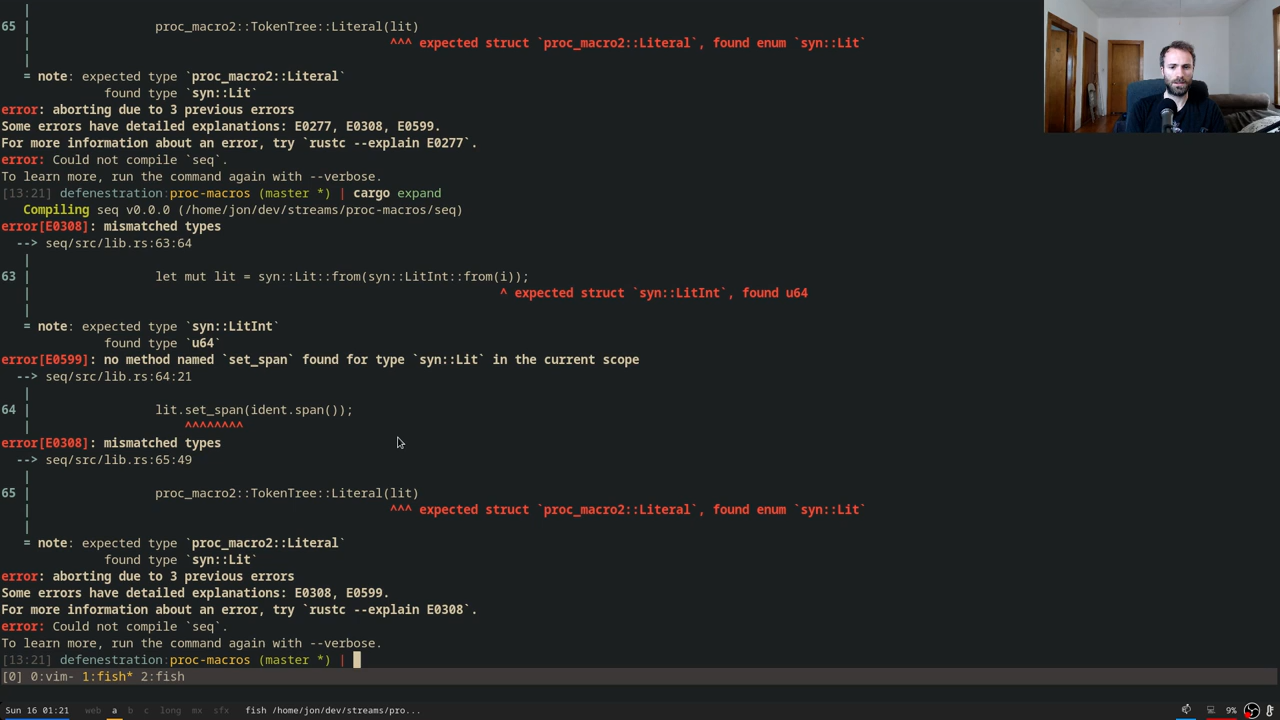 |
65 |                 proc_macro2::TokenTree::Literal(lit)
   |                                                 ^^^ expected struct `proc_macro2::Literal`, found enum `syn::Lit`
   |
   = note: expected type `proc_macro2::Literal`
              found type `syn::Lit`
error: aborting due to 3 previous errors
Some errors have detailed explanations: E0277, E0308, E0599.
For more information about an error, try `rustc --explain E0277`.
error: Could not compile `seq`.
To learn more, run the command again with --verbose.
[13:21] defenestration:proc-macros (master *) | cargo expand
   Compiling seq v0.0.0 (/home/jon/dev/streams/proc-macros/seq)
error[E0308]: mismatched types
  --> seq/src/lib.rs:63:64
   |
63 |                 let mut lit = syn::Lit::from(syn::LitInt::from(i));
   |                                                                ^ expected struct `syn::LitInt`, found u64
   |
   = note: expected type `syn::LitInt`
              found type `u64`
error[E0599]: no method named `set_span` found for type `syn::Lit` in the current scope
  --> seq/src/lib.rs:64:21
   |
64 |                 lit.set_span(ident.span());
   |                     ^^^^^^^^
error[E0308]: mismatched types
  --> seq/src/lib.rs:65:49
   |
65 |                 proc_macro2::TokenTree::Literal(lit)
   |                                                 ^^^ expected struct `proc_macro2::Literal`, found enum `syn::Lit`
   |
   = note: expected type `proc_macro2::Literal`
              found type `syn::Lit`
error: aborting due to 3 previous errors
Some errors have detailed explanations: E0308, E0599.
For more information about an error, try `rustc --explain E0308`.
error: Could not compile `seq`.
To learn more, run the command again with --verbose.
[13:21] defenestration:proc-macros (master *) |
[0] 0:vim- 1:fish* 2:fish
Sun 16 01:21 web a b c long mx sfx fish /home/jon/dev/streams/pro... 9%